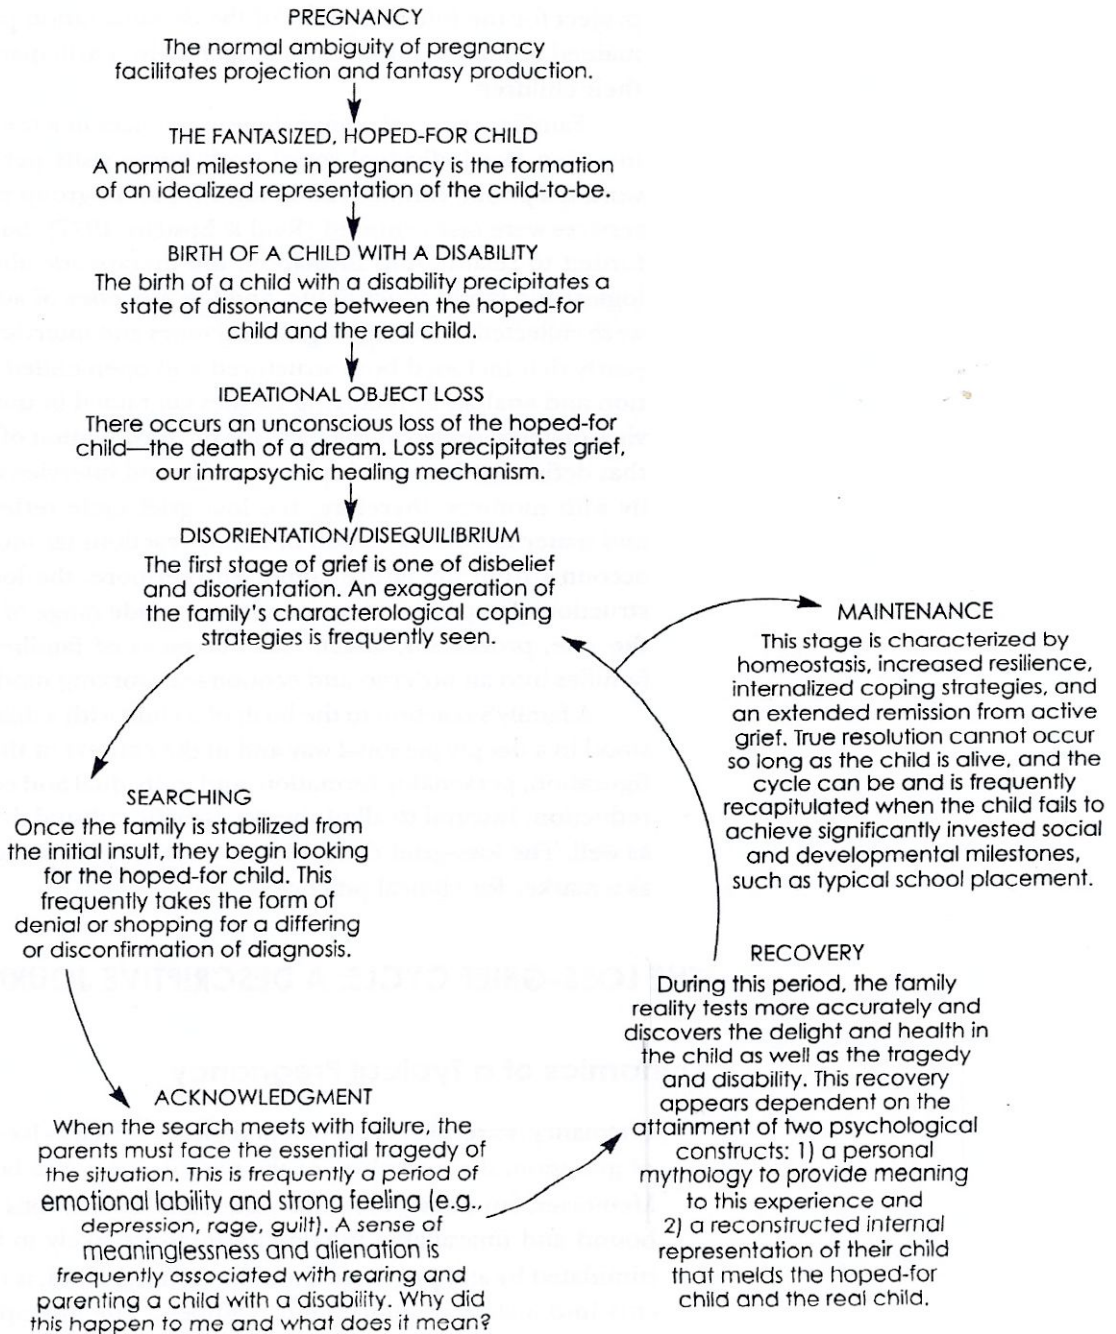 PREGNANCY
The normal ambiguity of pregnancy
facilitates projection and fantasy production.
THE FANTASIZED, HOPED-FOR CHILD
A normal milestone in pregnancy is the formation
of an idealized representation of the child-to-be.
BIRTH OF A CHILD WITH A DISABILITY
The birth of a child with a disability precipitates a
state of dissonance between the hoped-for
child and the real child.
IDEATIONAL OBJECT LOSS
There occurs an unconscious loss of the hoped-for
child—the death of a dream. Loss precipitates grief,
our intrapsychic healing mechanism.
DISORIENTATION/DISEQUILIBRIUM
The first stage of grief is one of disbelief
and disorientation. An exaggeration of
the family's characterological coping
strategies is frequently seen.
SEARCHING
Once the family is stabilized from
the initial insult, they begin looking
for the hoped-for child. This
frequently takes the form of
denial or shopping for a differing
or disconfirmation of diagnosis.
ACKNOWLEDGMENT
When the search meets with failure, the
parents must face the essential tragedy of
the situation. This is frequently a period of
emotional lability and strong feeling (e.g.,
depression, rage, guilt). A sense of
meaninglessness and alienation is
frequently associated with rearing and
parenting a child with a disability. Why did
this happen to me and what does it mean?
RECOVERY
During this period, the family
reality tests more accurately and
discovers the delight and health in
the child as well as the tragedy
and disability. This recovery
appears dependent on the
attainment of two psychological
constructs: 1) a personal
mythology to provide meaning
to this experience and
2) a reconstructed internal
representation of their child
that melds the hoped-for
child and the real child.
MAINTENANCE
This stage is characterized by
homeostasis, increased resilience,
internalized coping strategies, and
an extended remission from active
grief. True resolution cannot occur
so long as the child is alive, and the
cycle can be and is frequently
recapitulated when the child fails to
achieve significantly invested social
and developmental milestones,
such as typical school placement.